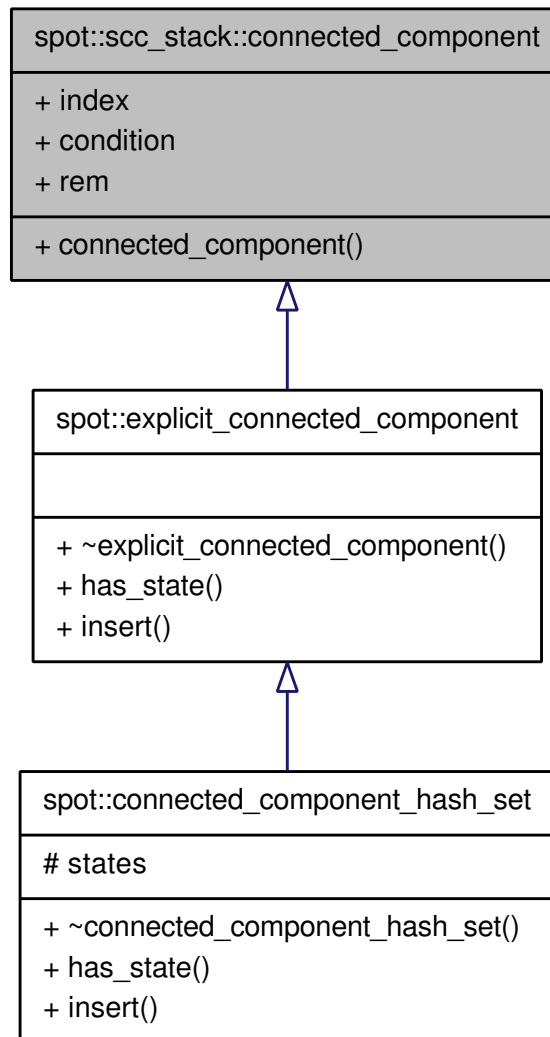 spot::scc_stack::connected_component
+ index
+ condition
+ rem
+ connected_component()
spot::explicit_connected_component
+ ~explicit_connected_component()
+ has_state()
+ insert()
spot::connected_component_hash_set
# states
+ ~connected_component_hash_set()
+ has_state()
+ insert()